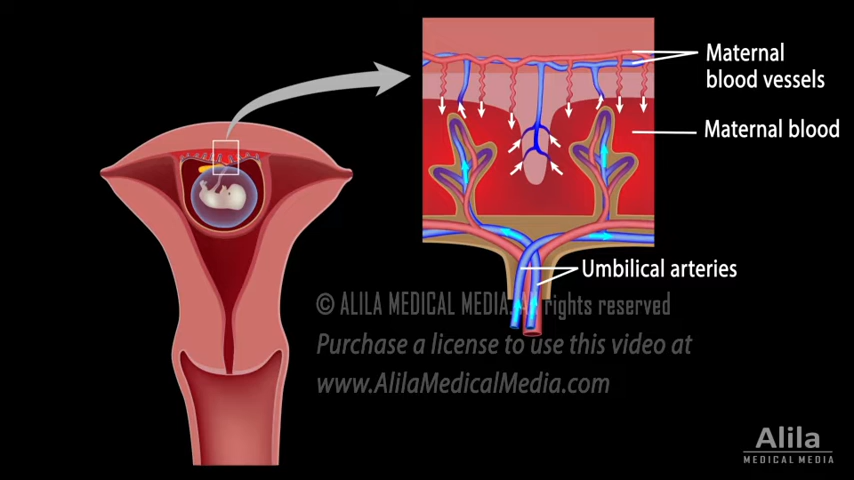 Maternal
blood vessels
Maternal blood
Umbilical arteries
© ALILA MEDICAL MEDIA. All rights reserved
Purchase a license to use this video at
www.AlilaMedicalMedia.com
Alila
MEDICAL MEDIA